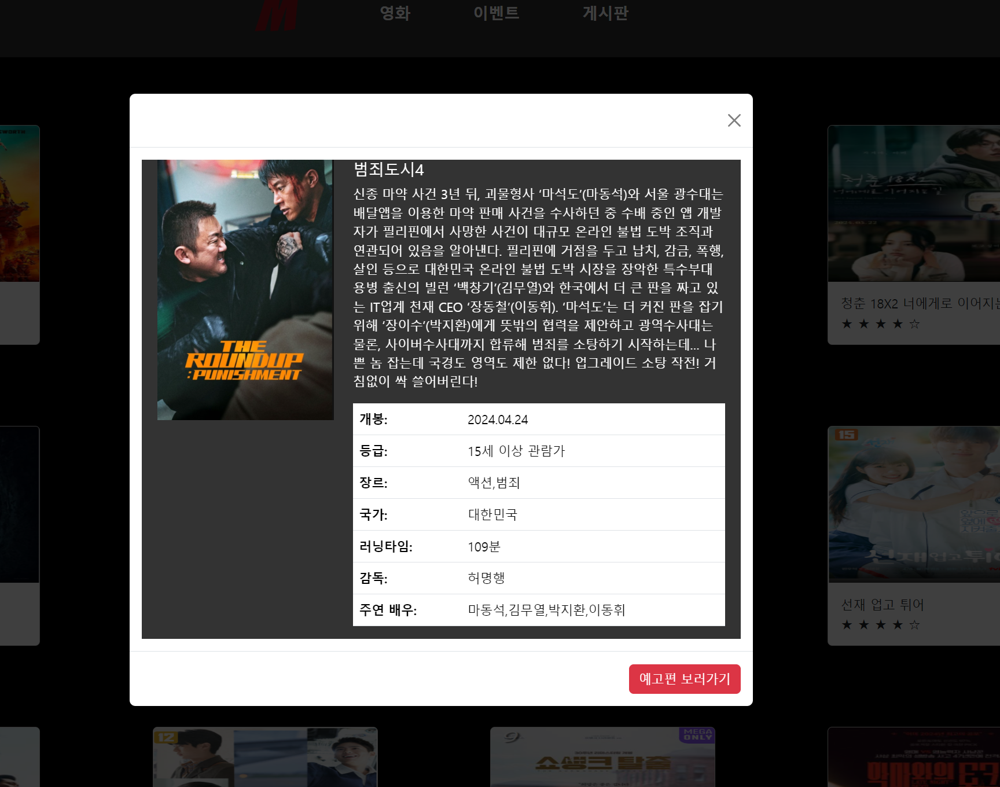 M
영화
이벤트
게시판
범죄도시4
신종 마약 사건 3년 뒤, 괴물형사 ‘마석도’(마동석)와 서울 광수대는
배달앱을 이용한 마약 판매 사건을 수사하던 중 수배 중인 앱 개발
자가 필리핀에서 사망한 사건이 대규모 온라인 불법 도박 조직과
연관되어 있음을 알아낸다. 필리핀에 거점을 두고 납치, 감금, 폭행,
살인 등으로 대한민국 온라인 불법 도박 시장을 장악한 특수부대
용병 출신의 빌런 ‘백창기’(김무열)와 한국에서 더 큰 판을 짜고 있
는 IT업계 천재 CEO ‘장동철’(이동휘). ‘마석도’는 더 커진 판을 잡기
위해 ‘장이수’(박지환)에게 뜻밖의 협력을 제안하고 광역수사대는
물론, 사이버수사대까지 합류해 범죄를 소탕하기 시작하는데... 나
쁜 놈 잡는데 국경도 영역도 제한 없다! 업그레이드 소탕 작전! 거
침없이 싹 쓸어버린다!
THE
ROUNDUP
:PUNISHMENT
개봉: 2024.04.24
등급: 15세 이상 관람가
장르: 액션,범죄
국가: 대한민국
러닝타임: 109분
감독: 허명행
주연 배우: 마동석,김무열,박지환,이동휘
예고편 보러가기
청춘 18X2
너에게로 이어지는 길
2024.05.22
청춘 18X2 너에게로 이어지는
★ ★ ★ ★ ☆
15
선재 업고 튀어
★ ★ ★ ★ ☆
12
MEGA
ONLY
쇼생크 탈출